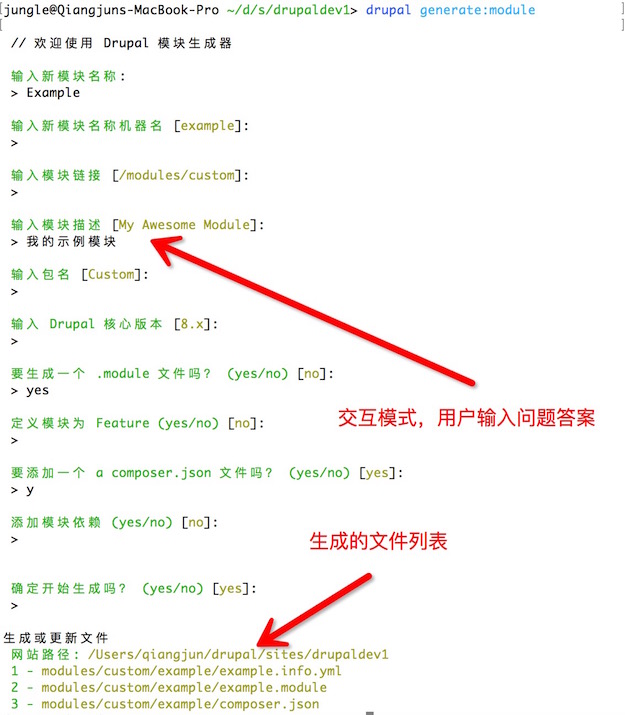 jungle@Qiangjuns-MacBook-Pro ~/d/s/drupaldev1> drupal generate:module
// 欢迎使用 Drupal 模块生成器
输入新模块名称:
> Example
输入新模块名称机器名 [example]:
>
输入模块链接 [/modules/custom]:
>
输入模块描述 [My Awesome Module]:
> 我的示例模块
输入包名 [Custom]:
>
输入 Drupal 核心版本 [8.x]:
>
要生成一个 .module 文件吗? (yes/no) [no]:
> yes
交互模式，用户输入问题答案
定义模块为 Feature (yes/no) [no]:
>
要添加一个 a composer.json 文件吗? (yes/no) [yes]:
> y
添加模块依赖 (yes/no) [no]:
>
生成的文件列表
确定开始生成吗? (yes/no) [yes]:
>
生成或更新文件
网站路径: /Users/qiangjun/drupal/sites/drupaldev1
1 - modules/custom/example/example.info.yml
2 - modules/custom/example/example.module
3 - modules/custom/example/composer.json